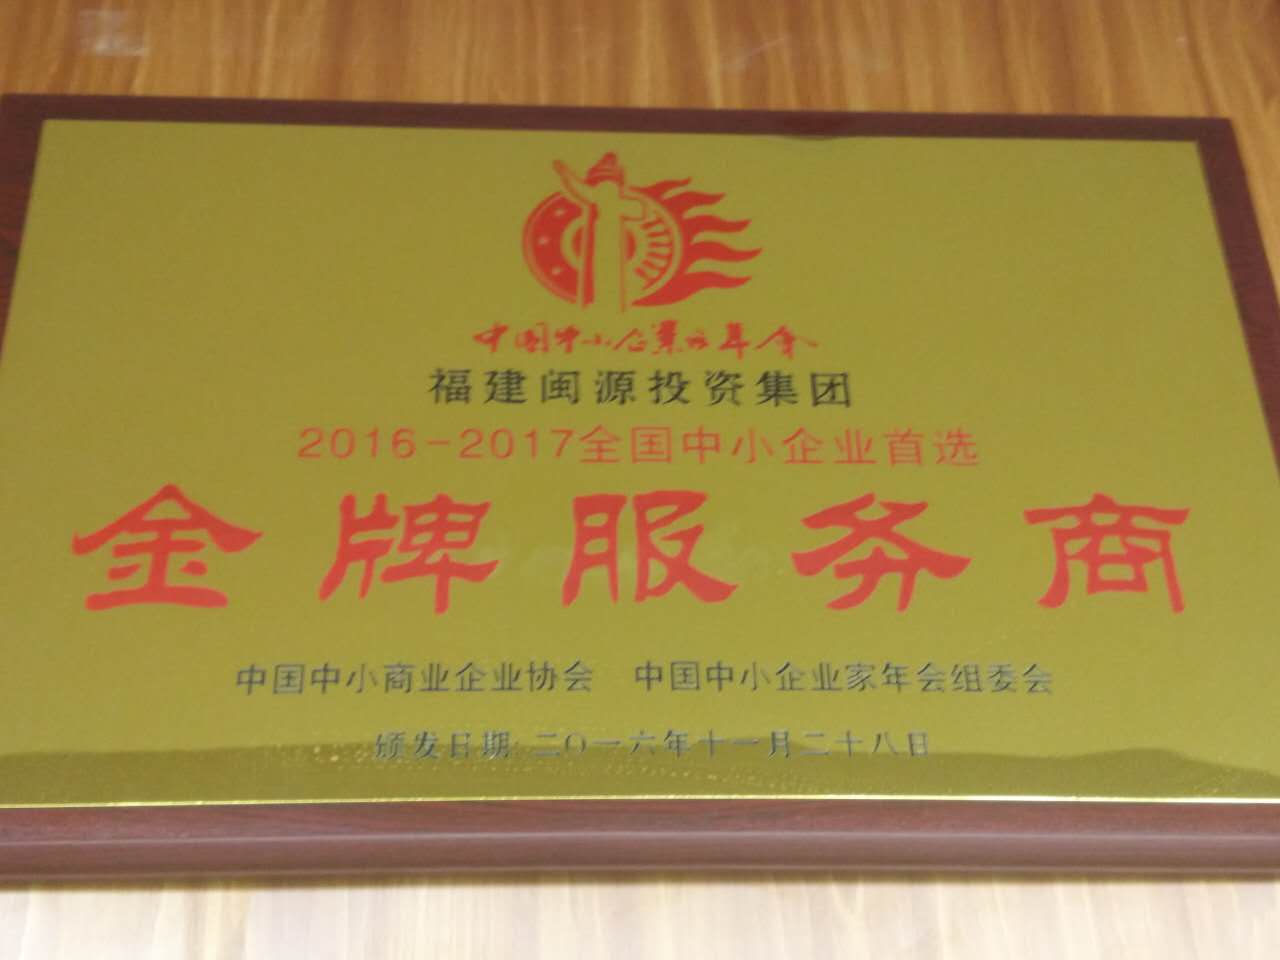 中国中小企业家年会
福建闽源投资集团
2016-2017全国中小企业首选
金牌服务商
中国中小商业企业协会 中国中小企业家年会组委会
颁发日期 二〇一六年十一月二十八日